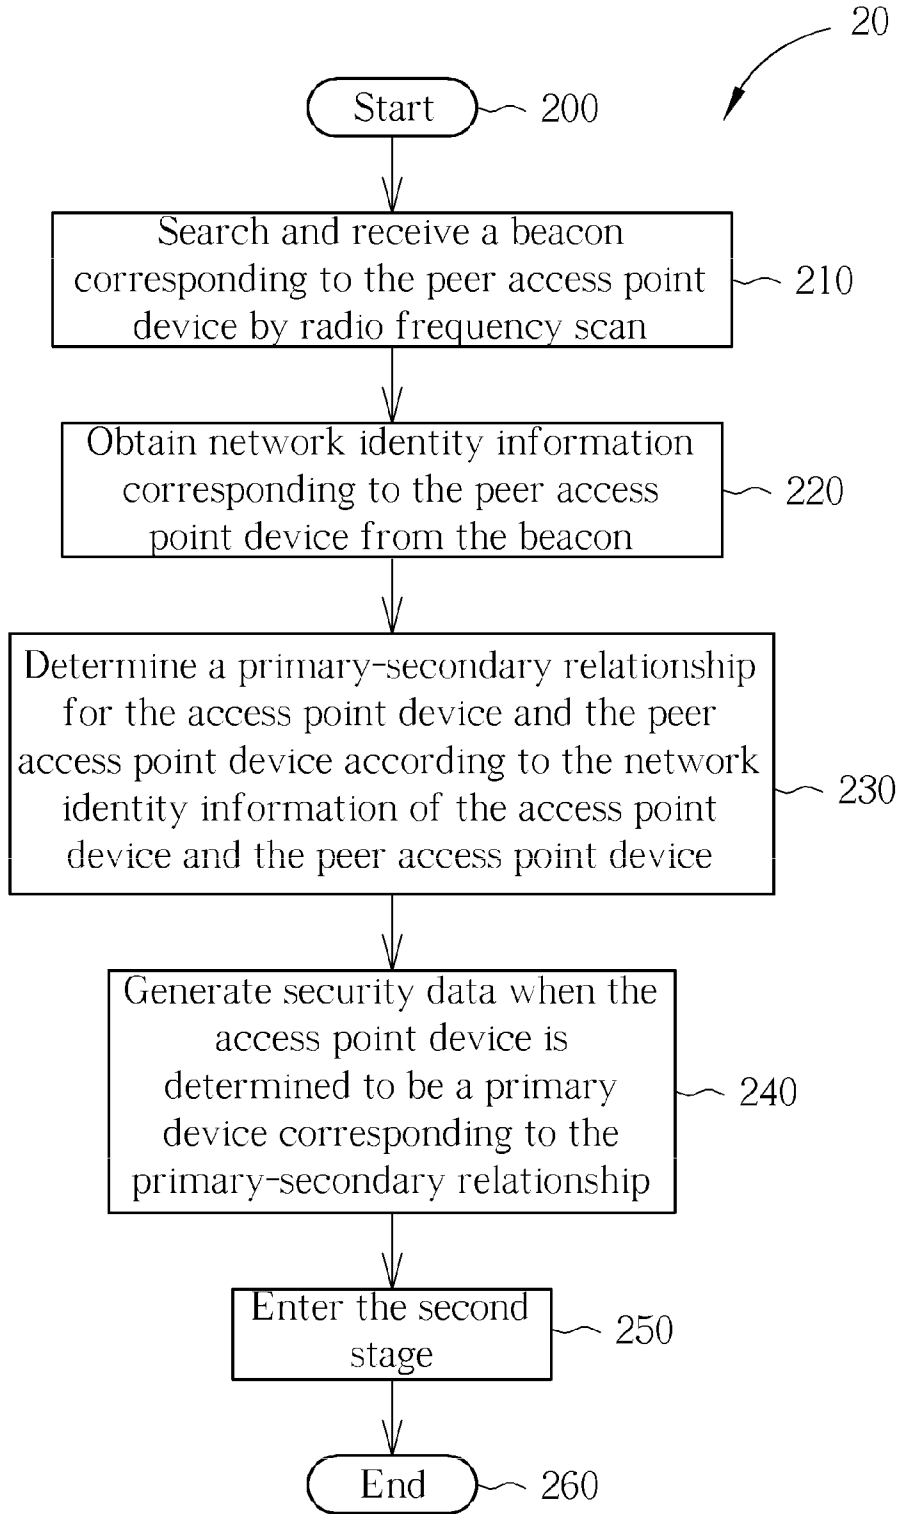 20
Start
200
Search and receive a beacon
corresponding to the peer access point
device by radio frequency scan
210
Obtain network identity information
corresponding to the peer access
point device from the beacon
220
Determine a primary-secondary relationship
for the access point device and the peer
access point device according to the network
identity information of the access point
device and the peer access point device
230
Generate security data when the
access point device is
determined to be a primary
device corresponding to the
primary-secondary relationship
240
Enter the second
stage
250
End
260